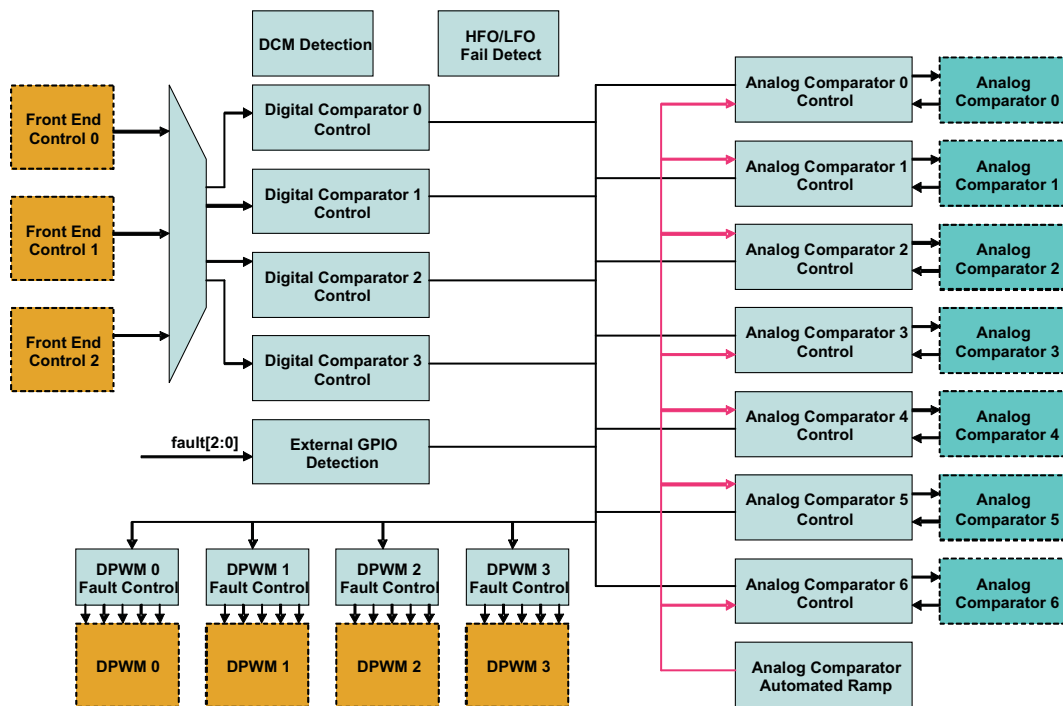 DCM Detection
HFO/LFO
Fail Detect
Front End
Control 0
Front End
Control 1
Front End
Control 2
Digital Comparator 0
Control
Digital Comparator 1
Control
Digital Comparator 2
Control
Digital Comparator 3
Control
fault[2:0]
External GPIO
Detection
Analog Comparator 0
Control
Analog
Comparator 0
Analog Comparator 1
Control
Analog
Comparator 1
Analog Comparator 2
Control
Analog
Comparator 2
Analog Comparator 3
Control
Analog
Comparator 3
Analog Comparator 4
Control
Analog
Comparator 4
Analog Comparator 5
Control
Analog
Comparator 5
Analog Comparator 6
Control
Analog
Comparator 6
Analog Comparator
Automated Ramp
DPWM 0
Fault Control
DPWM 1
Fault Control
DPWM 2
Fault Control
DPWM 3
Fault Control
DPWM 0
DPWM 1
DPWM 2
DPWM 3